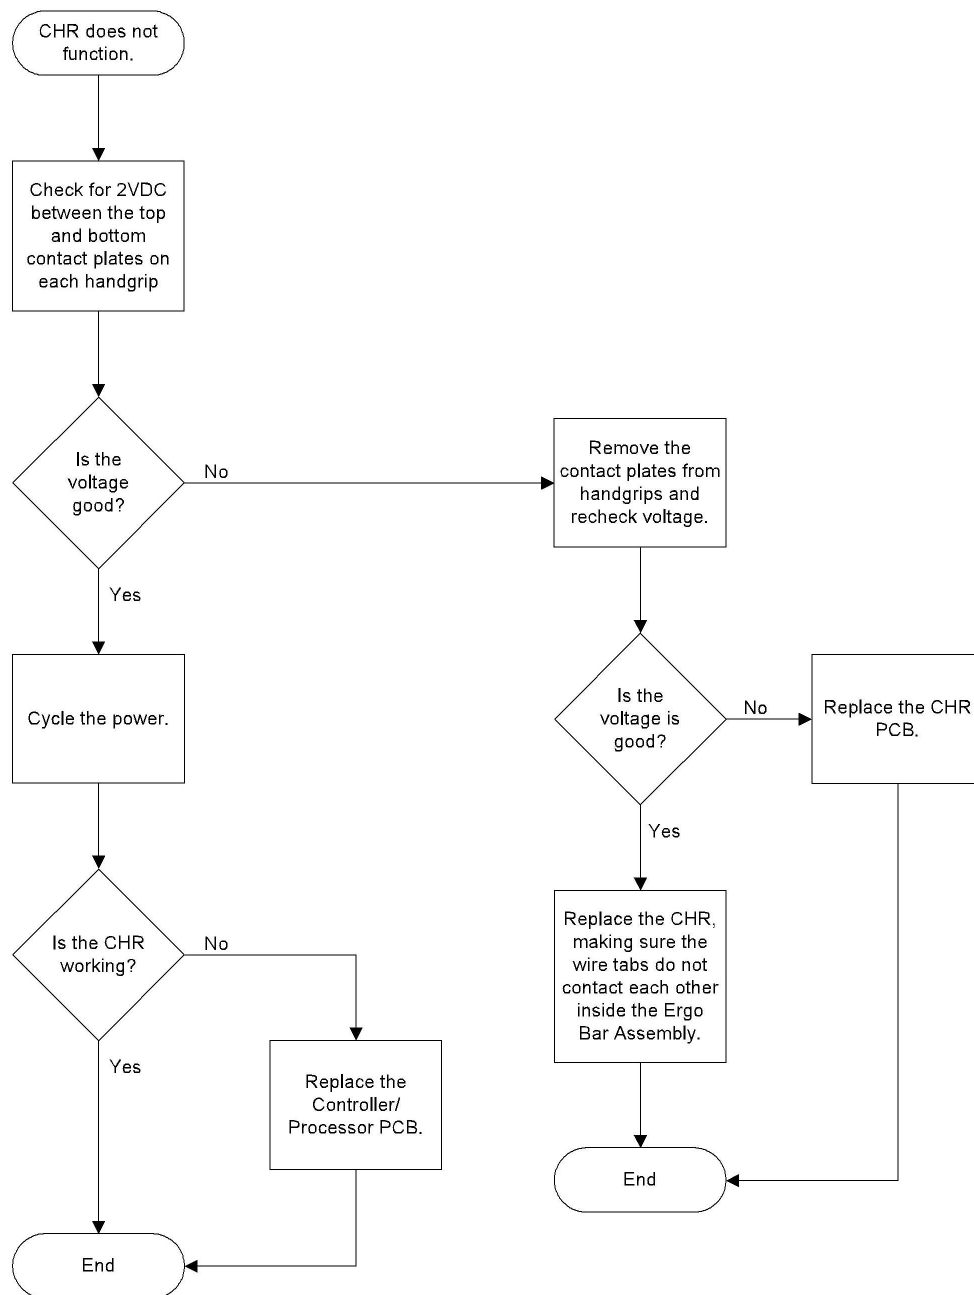 CHR does not
function.
Check for 2VDC
between the top
and bottom
contact plates on
each handgrip
Is the
voltage
good?
No
Yes
Remove the
contact plates from
handgrips and
recheck voltage.
Cycle the power.
Is the
voltage is
good?
No
Replace the CHR
PCB.
Yes
Is the CHR
working?
No
Yes
Replace the CHR,
making sure the
wire tabs do not
contact each other
inside the Ergo
Bar Assembly.
Replace the
Controller/
Processor PCB.
End
End